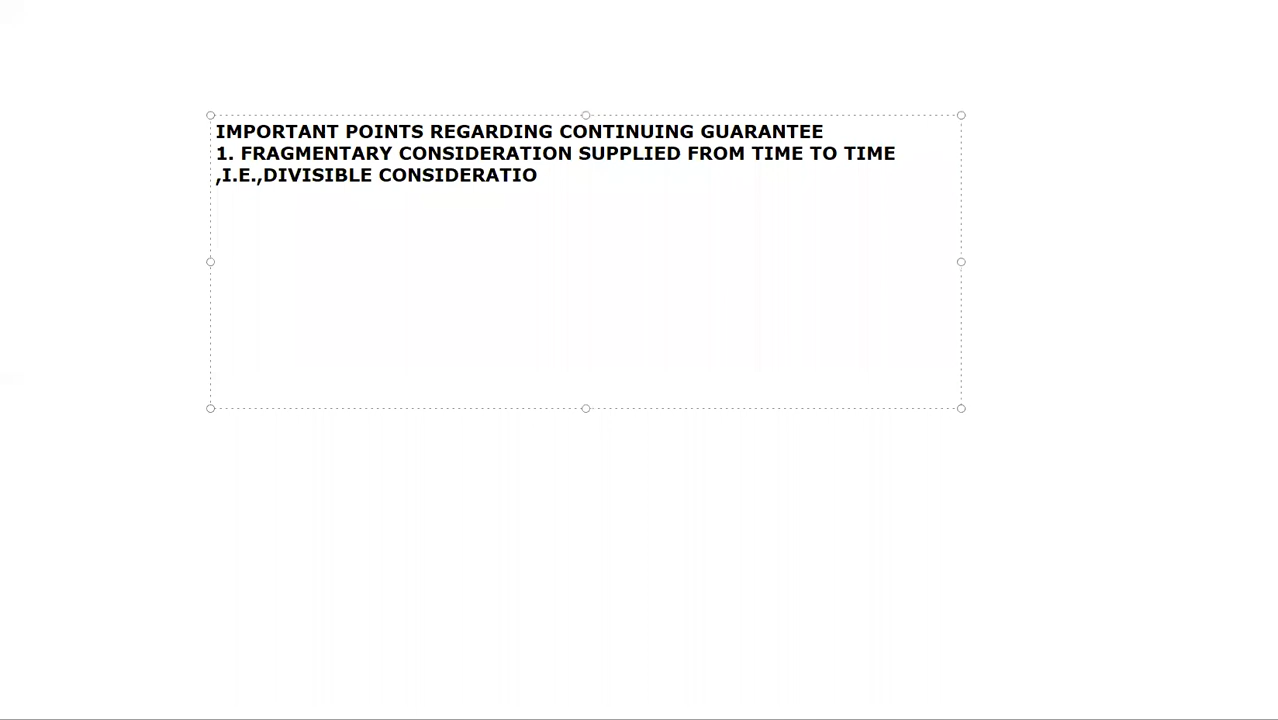 IMPORTANT POINTS REGARDING CONTINUING GUARANTEE
1. FRAGMENTARY CONSIDERATION SUPPLIED FROM TIME TO TIME
,I.E.,DIVISIBLE CONSIDERATIO